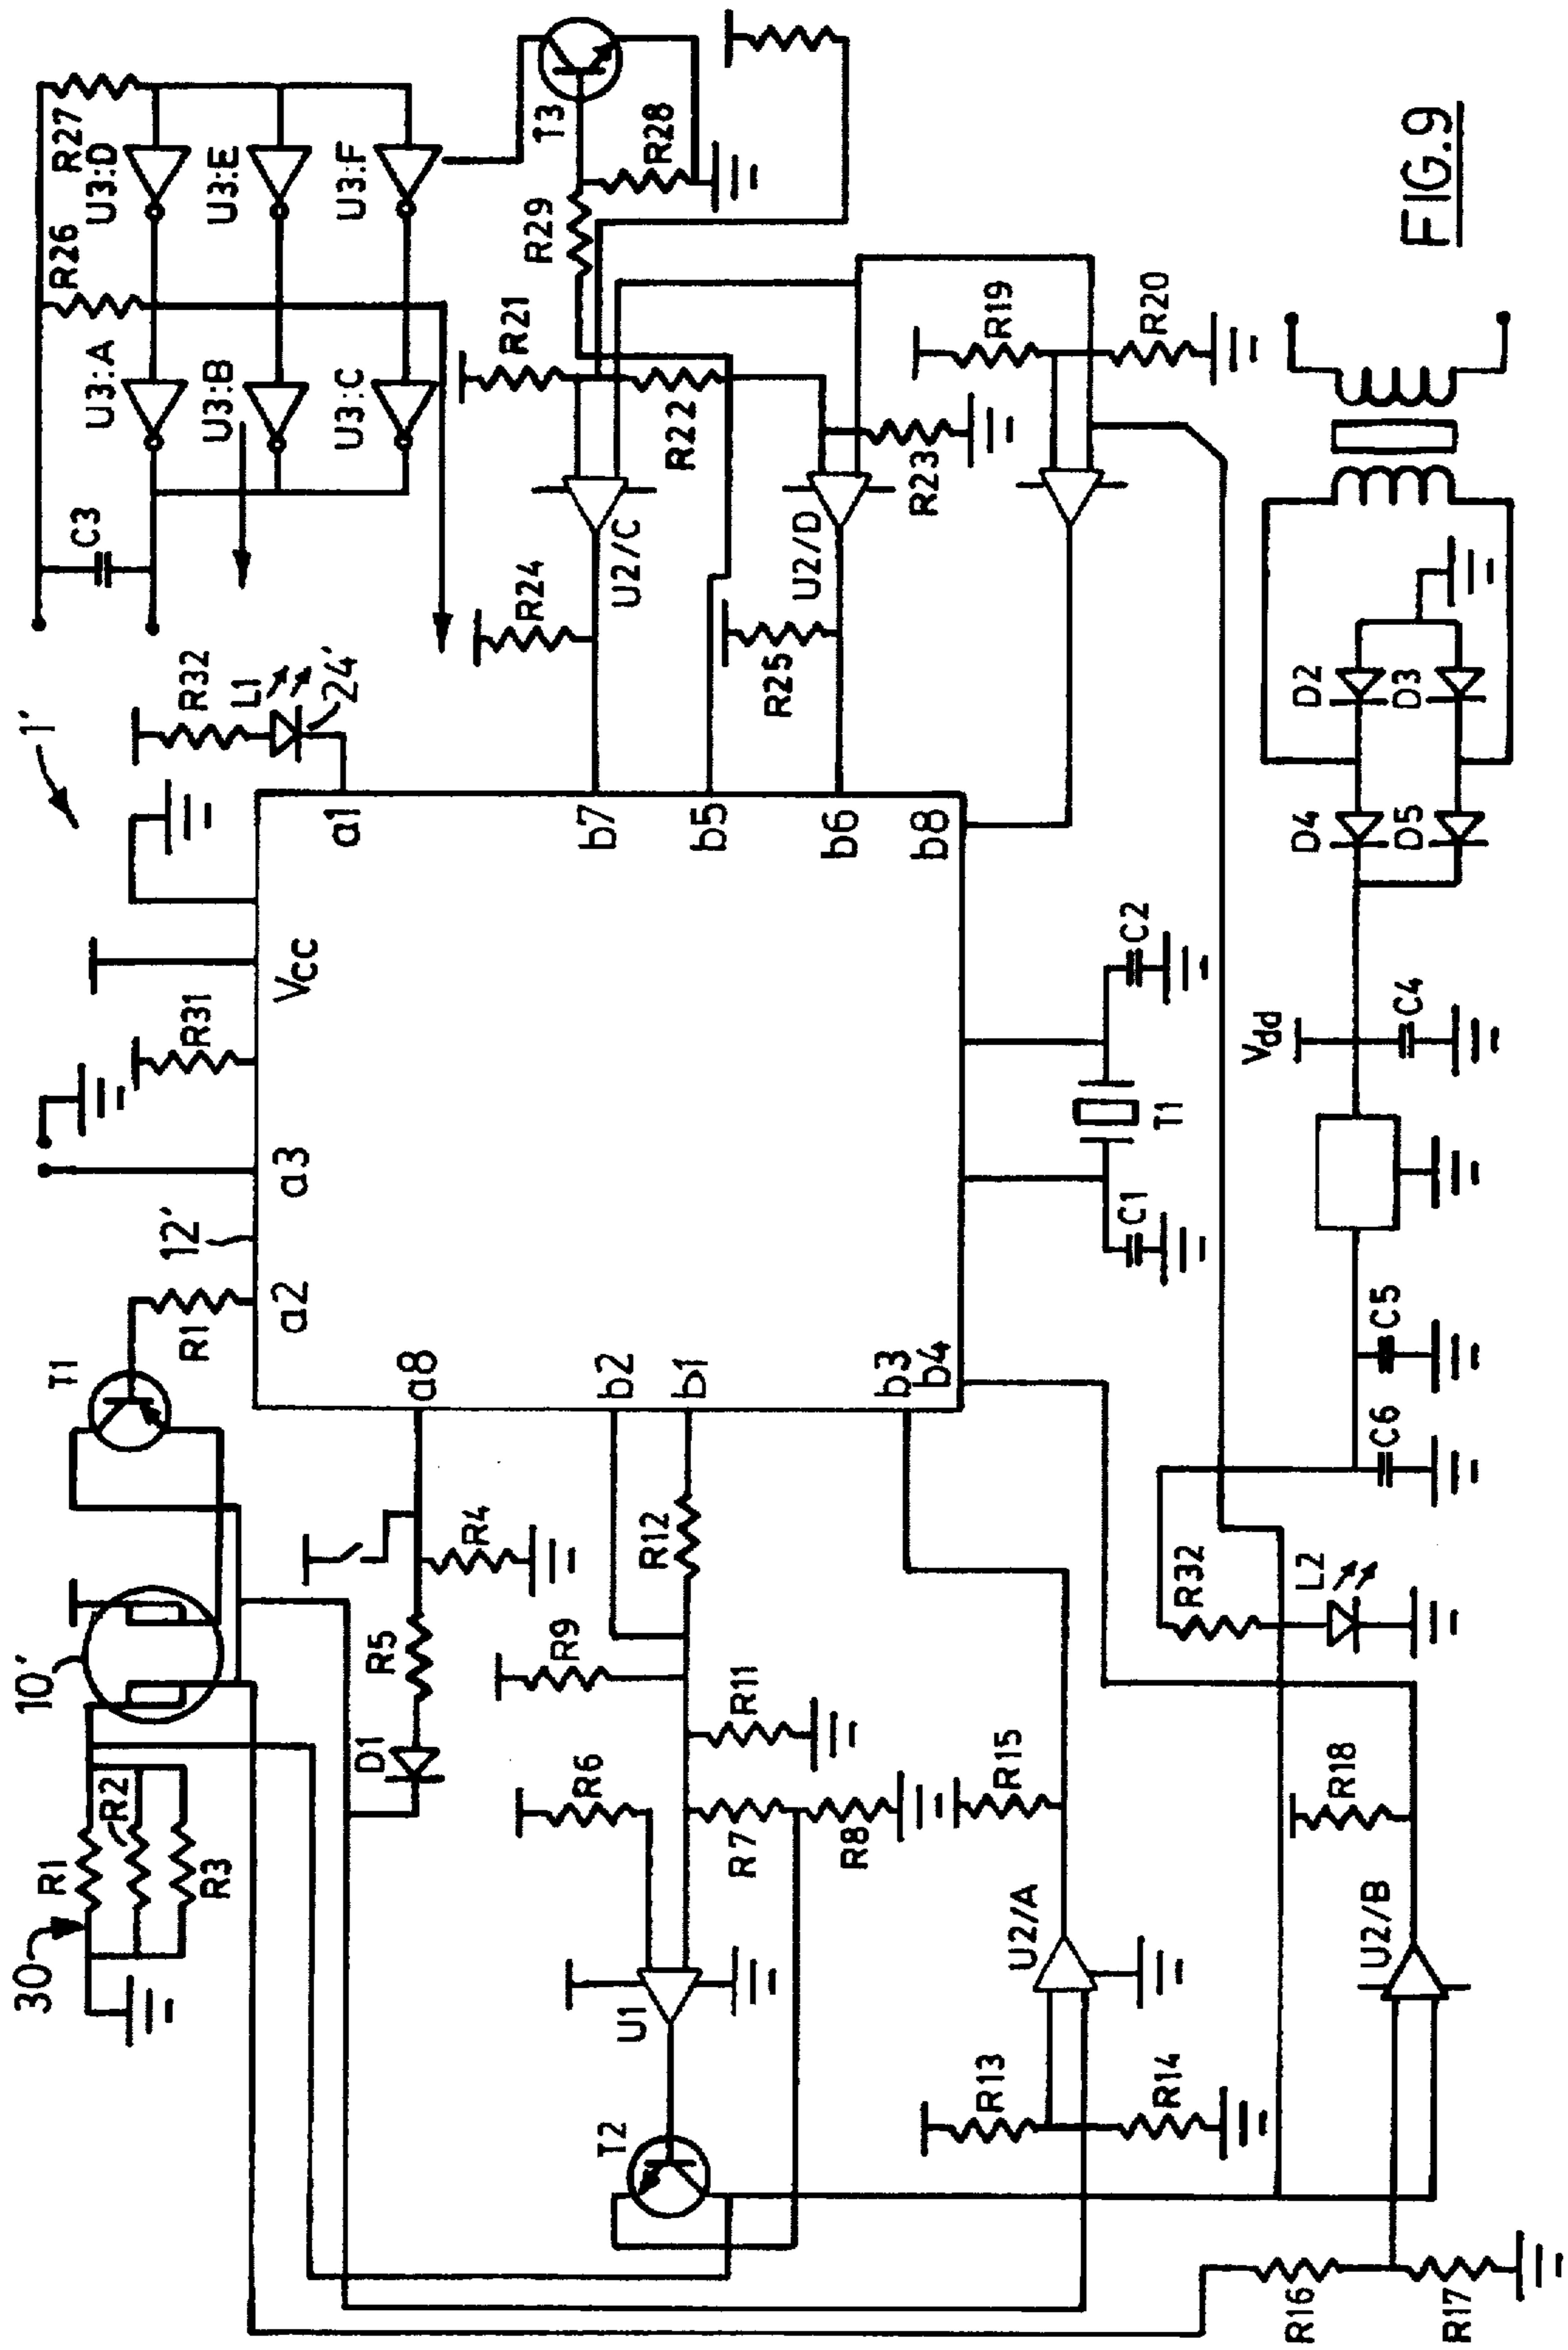 1'
10'
30
R1
R2
R3
T1
R1
12'
R31
R32
L1
24'
C3
R26
R27
U3:A
U3:D
U3:B
U3:E
U3:C
U3:F
a2
a3
Vcc
a1
a8
b2
b1
b3
b4
b7
b5
b6
b8
D1
R5
R4
R9
R12
R6
R11
R7
R8
U1
T2
R15
U2/A
R13
R14
R18
U2/B
R16
R17
C1
T1
C2
R24
U2/C
R21
R22
R29
T3
R28
R25
U2/D
R23
R19
R20
R32
L2
C6
C5
Vdd
C4
D4
D5
D2
D3
FIG.9